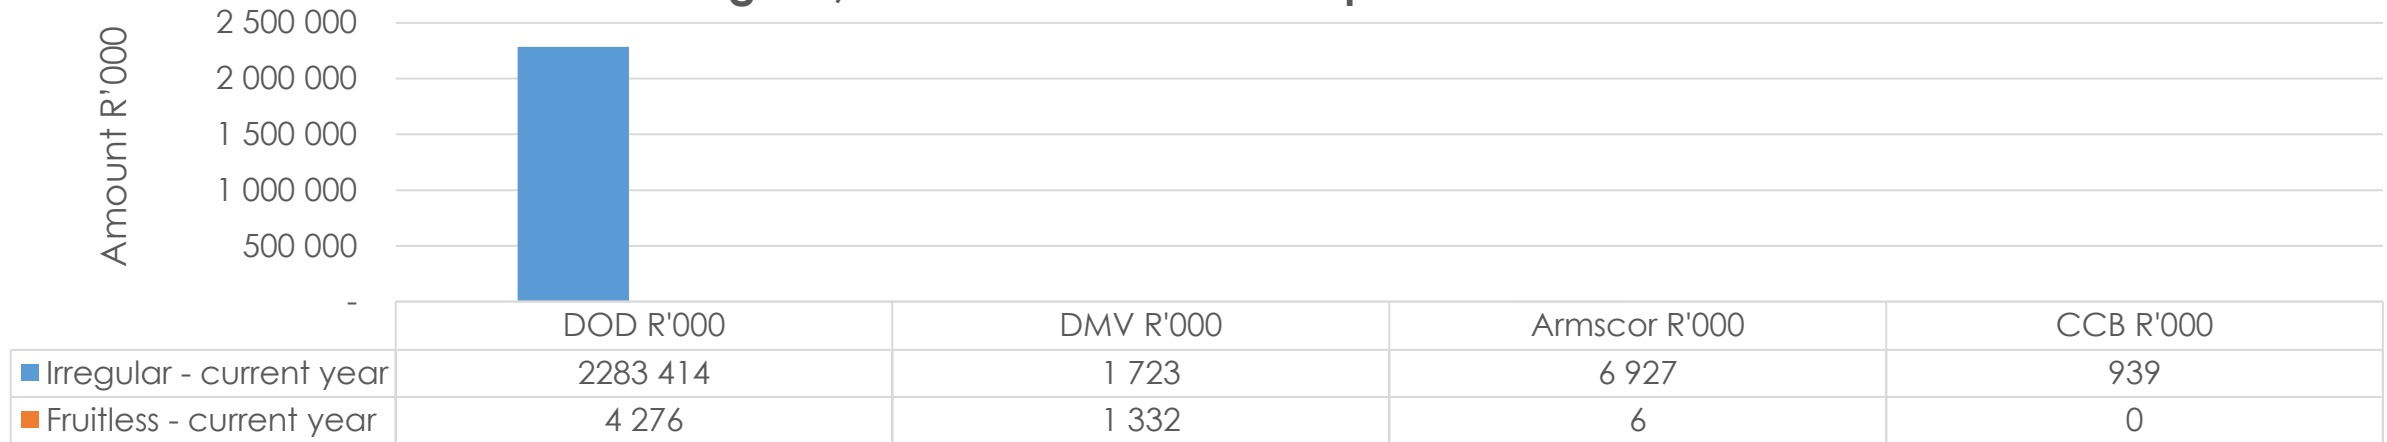 2 500 000
2 000 000
1 500 000
1 000 000
500 000
-
Amount R'000
DOD R'000 DMV R'000 Armscor R'000 CCB R'000
Irregular - current year 2283 414 1 723 6 927 939
Fruitless - current year 4 276 1 332 6 0